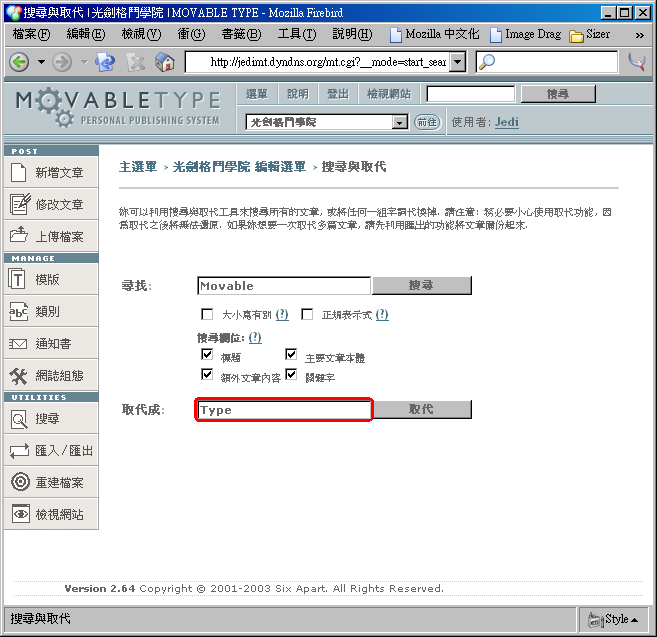 搜尋與取代 | 光劍格鬥學院 | MOVABLE TYPE - Mozilla Firebird
檔案(F) 編輯(E) 檢視(V) 衝(G) 書籤(B) 工具(T) 說明(H) Mozilla 中文化 Image Drag Sizer »
http://jedimt.dyndns.org/mt.cgi?__mode=start_sear
MOVABLETYPE
PERSONAL PUBLISHING SYSTEM
選單 說明 登出 檢視網站 搜尋
光劍格鬥學院 前往 使用者: Jedi
POST
新增文章
修改文章
上傳檔案
MANAGE
模版
類別
通知書
網誌組態
UTILITIES
搜尋
匯入/匯出
重建檔案
檢視網站
主選單 > 光劍格鬥學院 編輯選單 > 搜尋與取代
妳可以利用搜尋與取代工具來搜尋所有的文章, 或將任何一組字詞代換掉. 請注意: 務必要小心使用取代功能, 因
為取代之後將無法還原. 如果妳想要一次取代多篇文章, 請先利用匯出的功能將文章備份起來.
尋找: Movable 搜尋
大小寫有別 (?) 正規表示式 (?)
搜尋欄位: (?)
標題 主要文章本體
額外文章內容 關鍵字
取代成: Type 取代
Version 2.64 Copyright © 2001-2003 Six Apart. All Rights Reserved.
搜尋與取代 Style